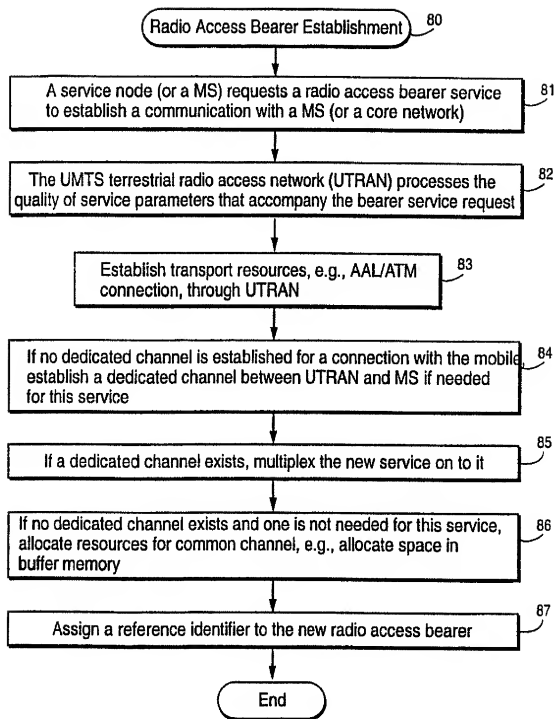 Radio Access Bearer Establishment
80
A service node (or a MS) requests a radio access bearer service
to establish a communication with a MS (or a core network)
81
The UMTS terrestrial radio access network (UTRAN) processes the
quality of service parameters that accompany the bearer service request
82
Establish transport resources, e.g., AAL/ATM
connection, through UTRAN
83
If no dedicated channel is established for a connection with the mobile
establish a dedicated channel between UTRAN and MS if needed
for this service
84
If a dedicated channel exists, multiplex the new service on to it
85
If no dedicated channel exists and one is not needed for this service,
allocate resources for common channel, e.g., allocate space in
buffer memory
86
Assign a reference identifier to the new radio access bearer
87
End